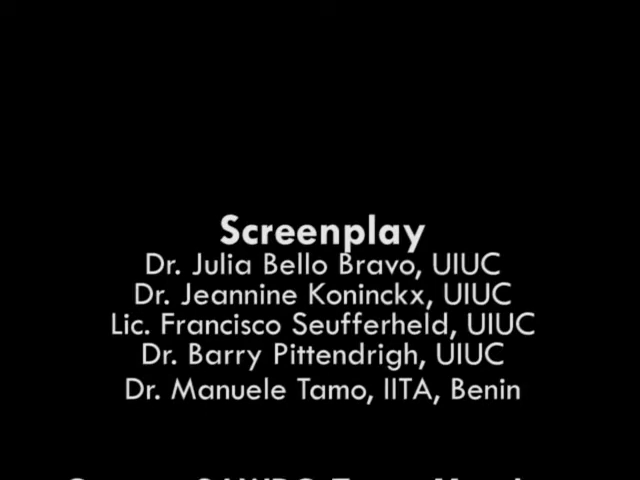 Screenplay
Dr. Julia Bello Bravo, UIUC
Dr. Jeannine Koninckx, UIUC
Lic. Francisco Seufferheld, UIUC
Dr. Barry Pittendrigh, UIUC
Dr. Manuele Tamo, IITA, Benin